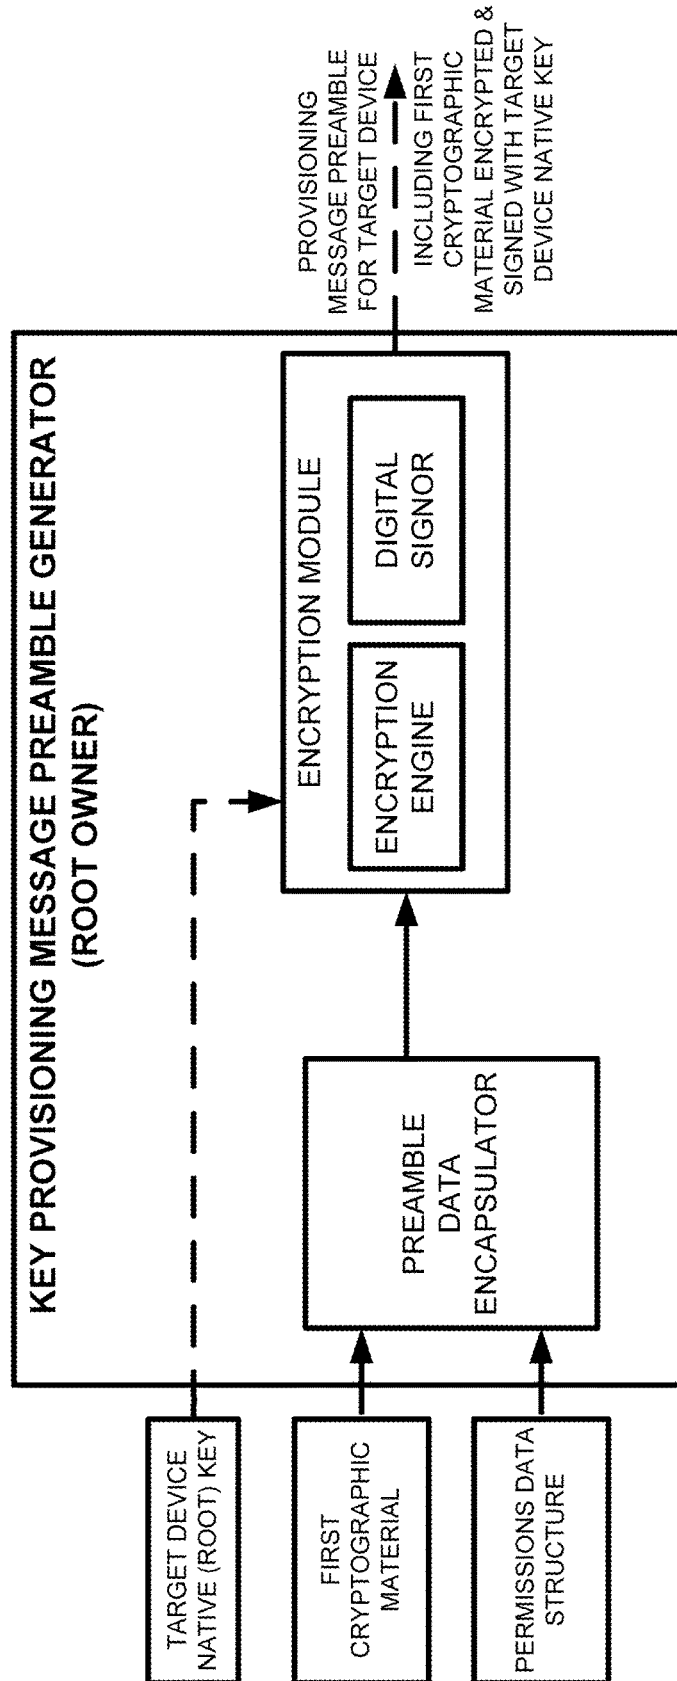 KEY PROVISIONING MESSAGE PREAMBLE GENERATOR
(ROOT OWNER)
TARGET DEVICE
NATIVE (ROOT) KEY
FIRST
CRYPTOGRAPHIC
MATERIAL
PERMISSIONS DATA
STRUCTURE
PREAMBLE
DATA
ENCAPSULATOR
ENCRYPTION MODULE
ENCRYPTION
ENGINE
DIGITAL
SIGNOR
PROVISIONING
MESSAGE PREAMBLE
FOR TARGET DEVICE
INCLUDING FIRST
CRYPTOGRAPHIC
MATERIAL ENCRYPTED &
SIGNED WITH TARGET
DEVICE NATIVE KEY